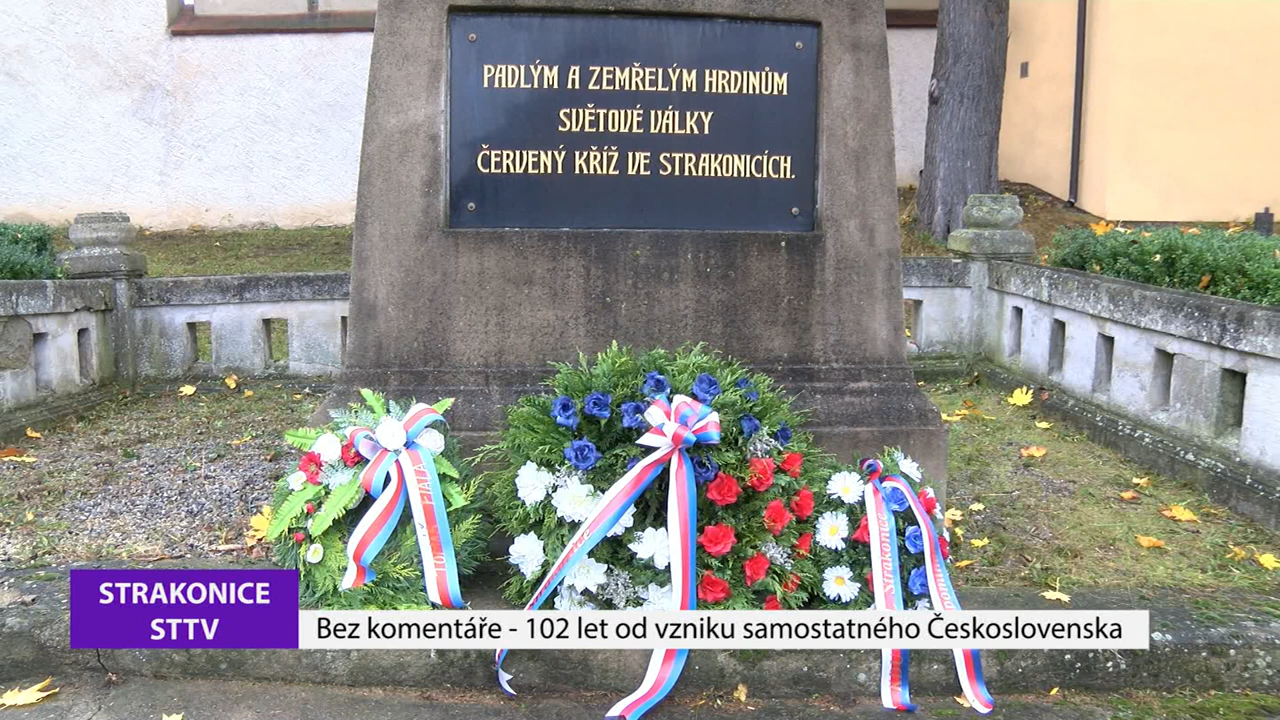 PADLÝM A ZEMŘELÝM HRDINŮM
SVĚTOVÉ VÁLKY
ČERVENÝ KŘÍŽ VE STRAKONICÍCH.
STRAKONICE
STTV
Bez komentáře - 102 let od vzniku samostatného Československa